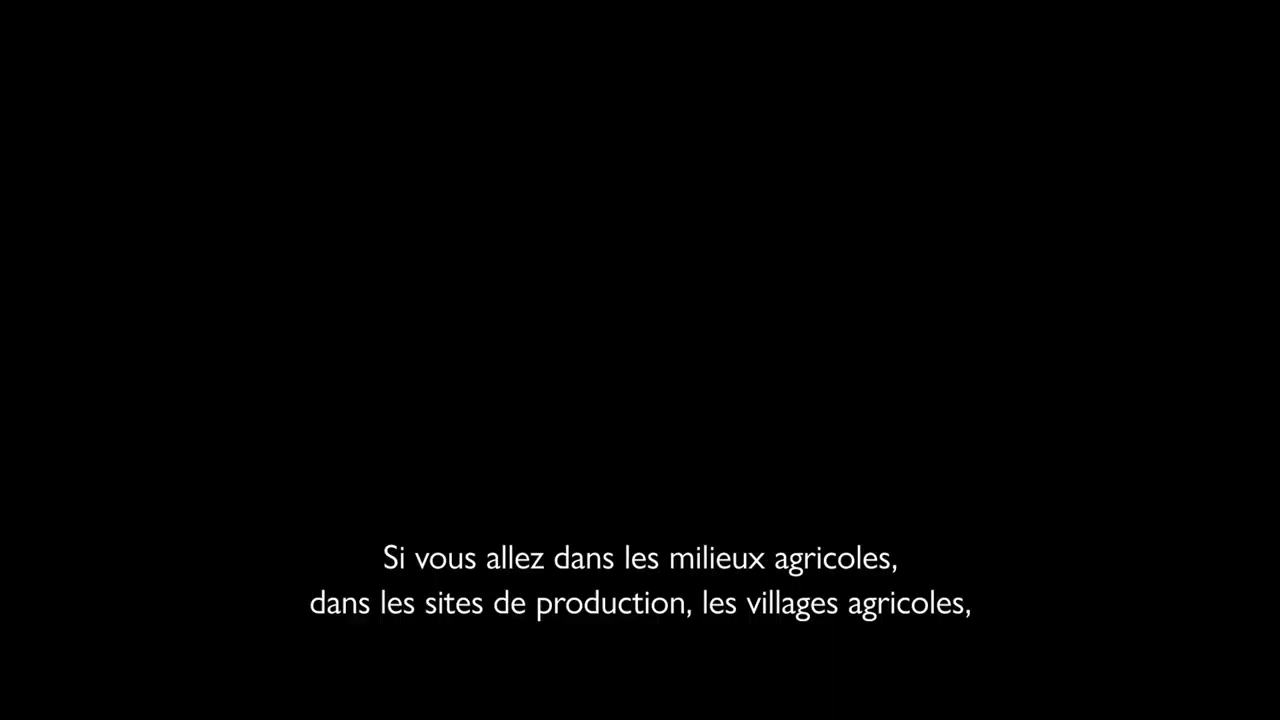 Si vous allez dans les milieux agricoles,
dans les sites de production, les villages agricoles,